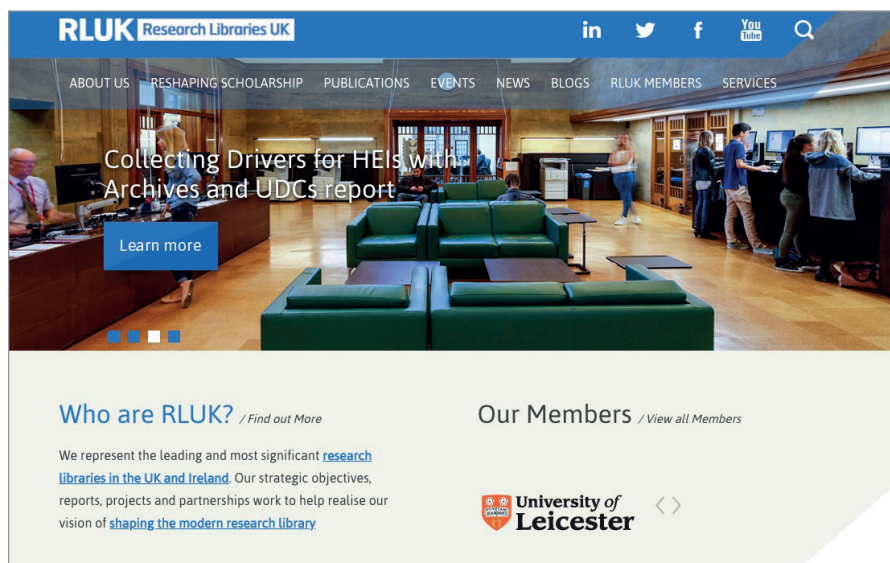 RLUK Research Libraries UK
in f You Tube
ABOUT US RESHAPING SCHOLARSHIP PUBLICATIONS EVENTS NEWS BLOGS RLUK MEMBERS SERVICES
Collecting Drivers for HEIs with
Archives and UDCs report
Learn more
Who are RLUK? / Find out More
We represent the leading and most significant research
libraries in the UK and Ireland. Our strategic objectives,
reports, projects and partnerships work to help realise our
vision of shaping the modern research library
Our Members / View all Members
University of
Leicester